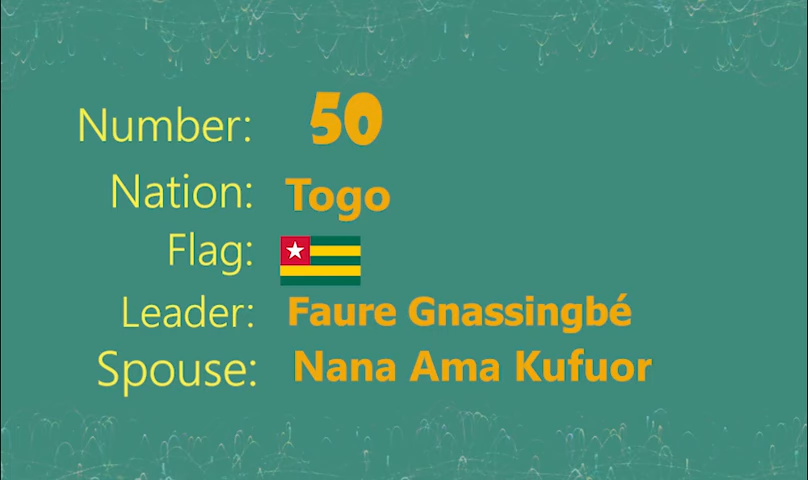 Number: 50
Nation: Togo
Flag:
Leader: Faure Gnassingbé
Spouse: Nana Ama Kufuor